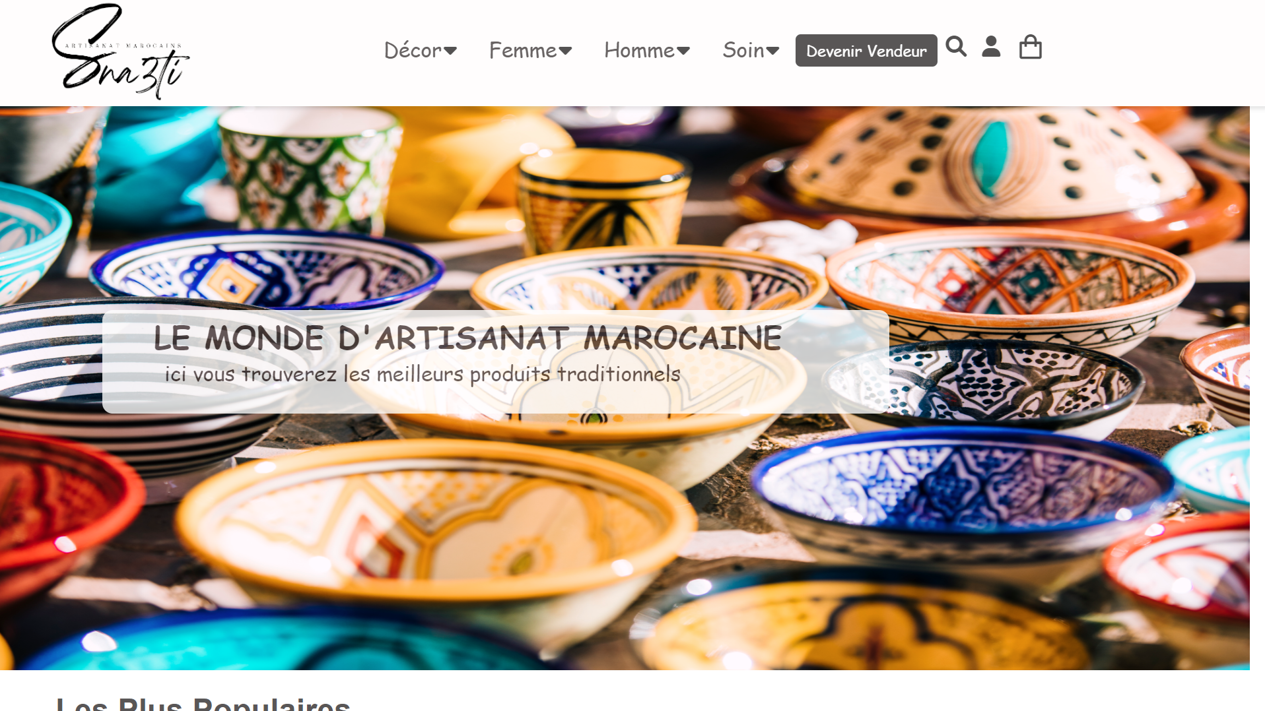 ARTISANAT MAROCAINS
Sna3ti
Décor
Femme
Homme
Soin
Devenir Vendeur
LE MONDE D'ARTISANAT MAROCAINE
ici vous trouverez les meilleurs produits traditionnels
Les Plus Populaires